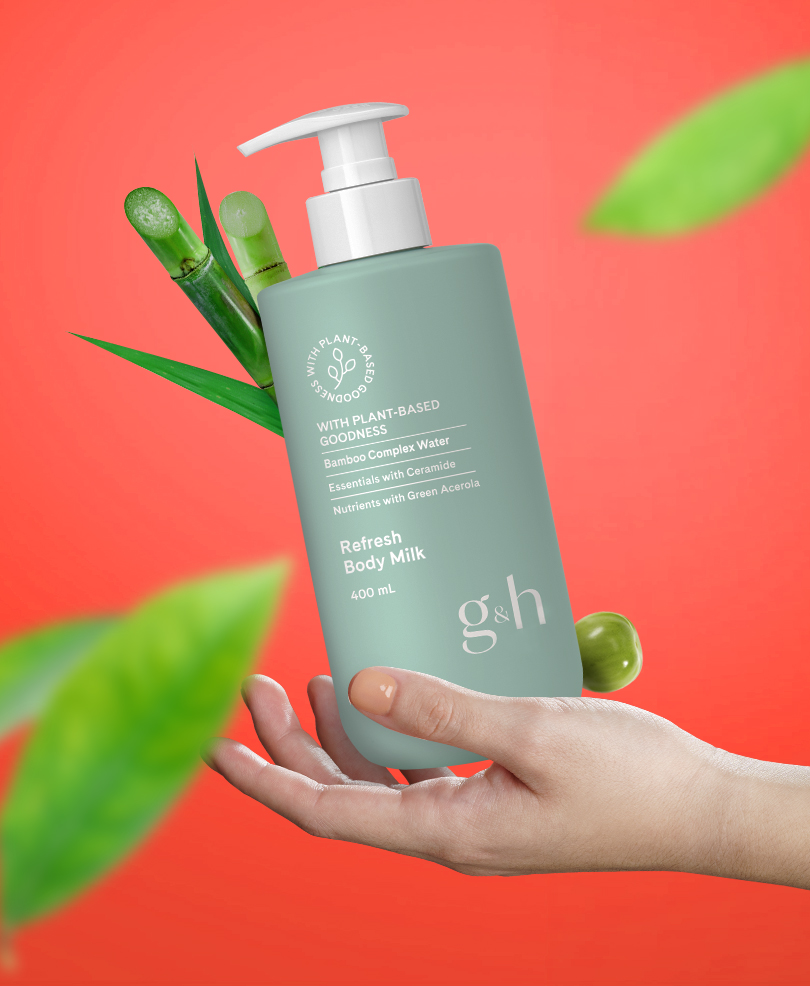 WITH PLANT-BASED GOODNESS
WITH PLANT-BASED
GOODNESS
Bamboo Complex Water
Essentials with Ceramide
Nutrients with Green Acerola
Refresh
Body Milk
400 mL
g&h